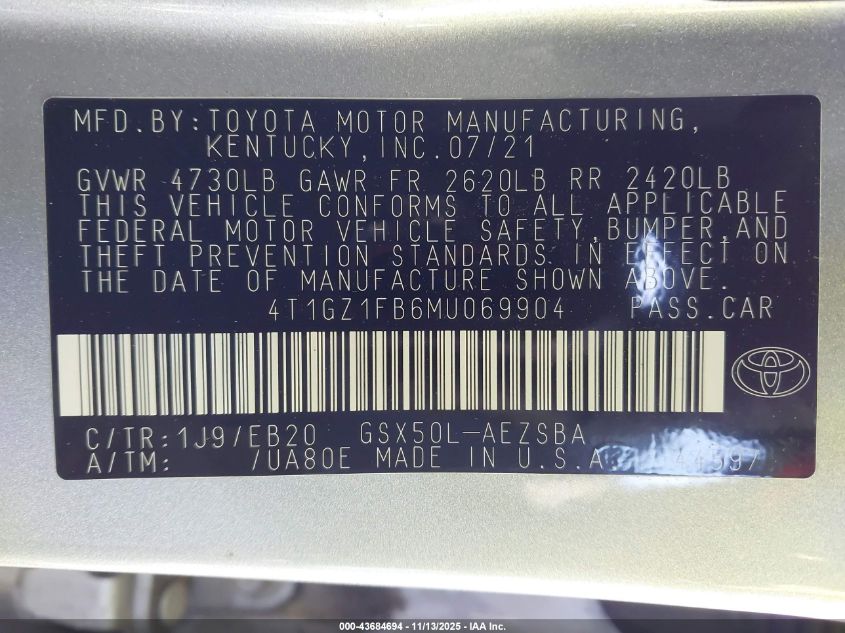 MFD.BY:TOYOTA MOTOR MANUFACTURING,
KENTUCKY,INC.07/21
GVWR 4730LB GAWR FR 2620LB RR 2420LB
THIS VEHICLE CONFORMS TO ALL APPLICABLE
FEDERAL MOTOR VEHICLE SAFETY,BUMPER,AND
THEFT PREVENTION STANDARDS IN EFFECT ON
THE DATE OF MANUFACTURE SHOWN ABOVE.
4T1GZ1FB6MU069904 PASS.CAR
C/TR:1J9/EB20 GSX50L-AEZSBA
A/TM: /UA80E MADE IN U.S.A.
000-43684694 | 11/13/2025 - IAA Inc.